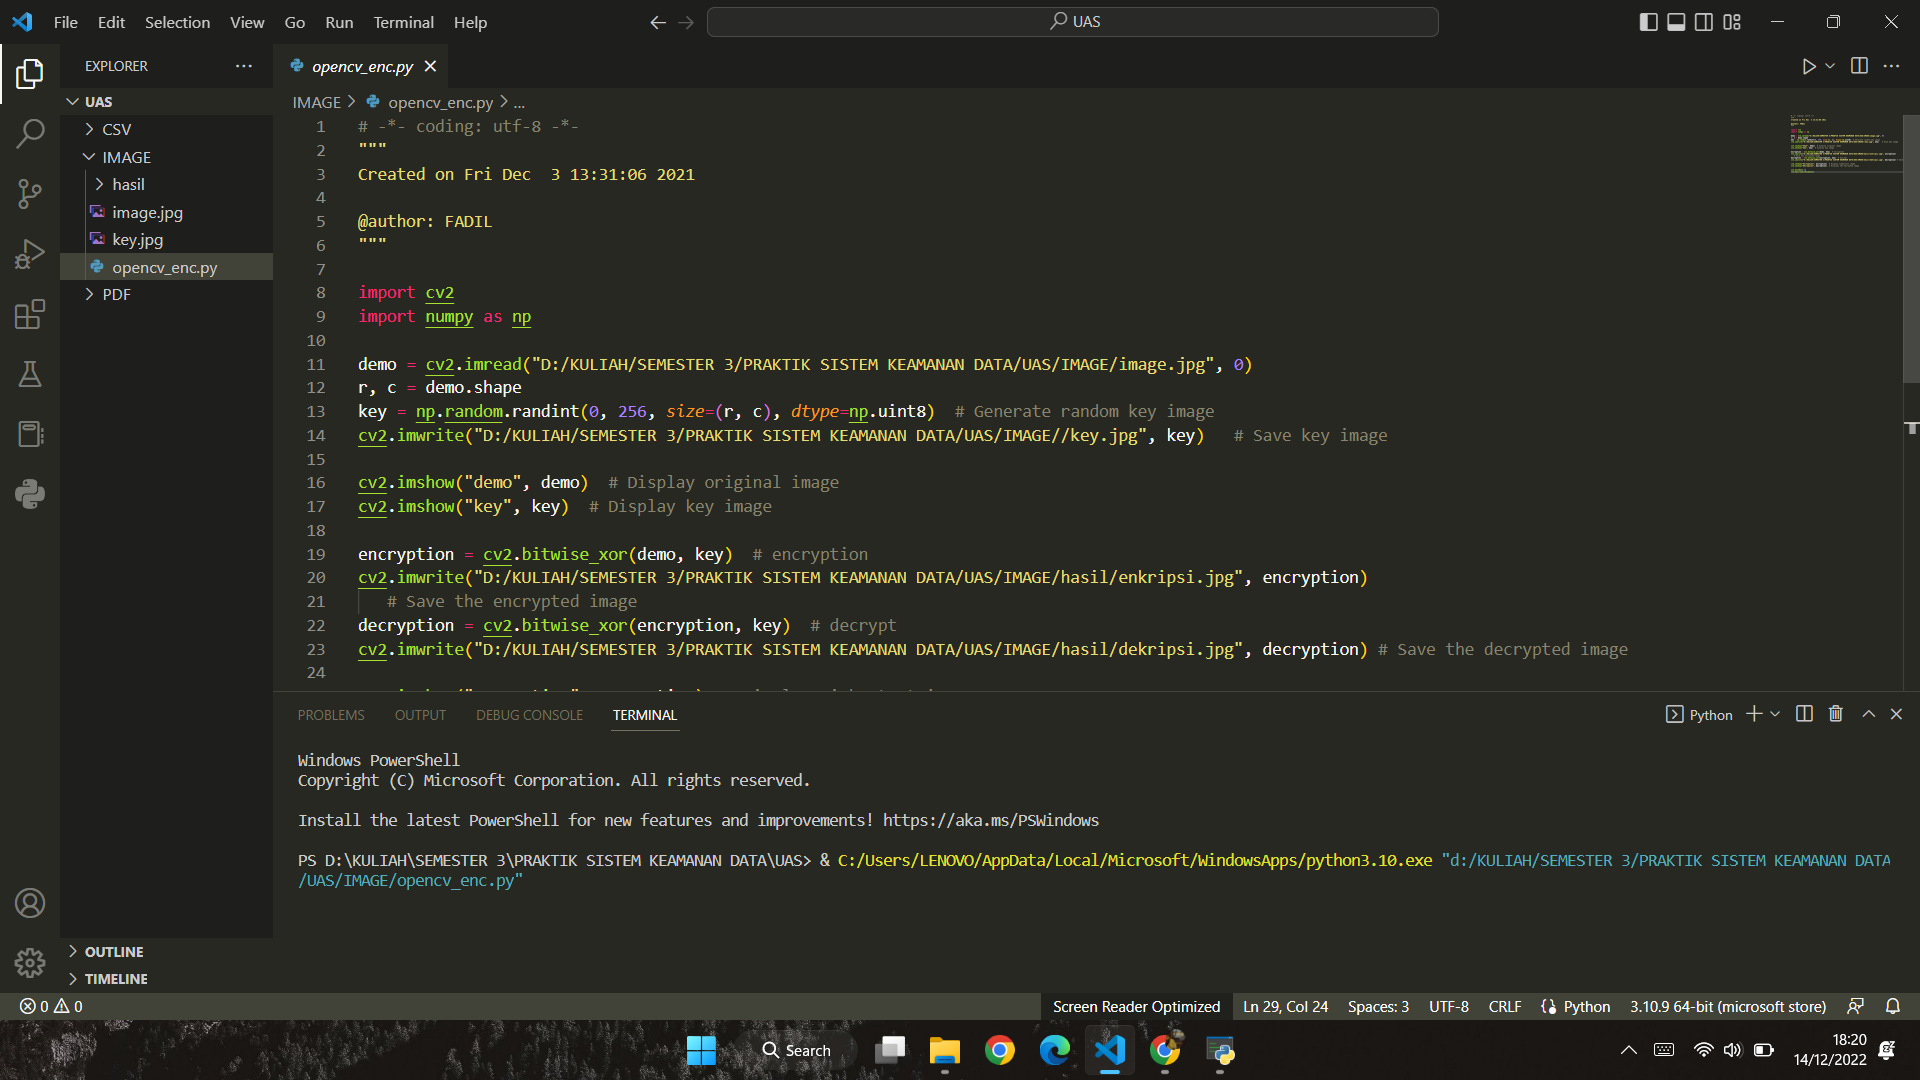 File Edit Selection View Go Run Terminal Help
UAS
EXPLORER
UAS
CSV
IMAGE
hasil
image.jpg
key.jpg
opencv_enc.py
PDF
OUTLINE
TIMELINE
opencv_enc.py
IMAGE > opencv_enc.py > ...
1 # -*- coding: utf-8 -*-
2 """
3 Created on Fri Dec  3 13:31:06 2021
4
5 @author: FADIL
6 """
7
8 import cv2
9 import numpy as np
10
11 demo = cv2.imread("D:/KULIAH/SEMESTER 3/PRAKTIK SISTEM KEAMANAN DATA/UAS/IMAGE/image.jpg", 0)
12 r, c = demo.shape
13 key = np.random.randint(0, 256, size=(r, c), dtype=np.uint8)  # Generate random key image
14 cv2.imwrite("D:/KULIAH/SEMESTER 3/PRAKTIK SISTEM KEAMANAN DATA/UAS/IMAGE//key.jpg", key)   # Save key image
15
16 cv2.imshow("demo", demo)  # Display original image
17 cv2.imshow("key", key)  # Display key image
18
19 encryption = cv2.bitwise_xor(demo, key)  # encryption
20 cv2.imwrite("D:/KULIAH/SEMESTER 3/PRAKTIK SISTEM KEAMANAN DATA/UAS/IMAGE/hasil/enkripsi.jpg", encryption)
21    # Save the encrypted image
22 decryption = cv2.bitwise_xor(encryption, key)  # decrypt
23 cv2.imwrite("D:/KULIAH/SEMESTER 3/PRAKTIK SISTEM KEAMANAN DATA/UAS/IMAGE/hasil/dekripsi.jpg", decryption) # Save the decrypted image
24
PROBLEMS OUTPUT DEBUG CONSOLE TERMINAL
Python
Windows PowerShell
Copyright (C) Microsoft Corporation. All rights reserved.
Install the latest PowerShell for new features and improvements! https://aka.ms/PSWindows
PS D:\KULIAH\SEMESTER 3\PRAKTIK SISTEM KEAMANAN DATA\UAS> & C:/Users/LENOVO/AppData/Local/Microsoft/WindowsApps/python3.10.exe "d:/KULIAH/SEMESTER 3/PRAKTIK SISTEM KEAMANAN DATA
/UAS/IMAGE/opencv_enc.py"
0 0 Screen Reader Optimized Ln 29, Col 24 Spaces: 3 UTF-8 CRLF Python 3.10.9 64-bit (microsoft store)
Search
18:20
14/12/2022